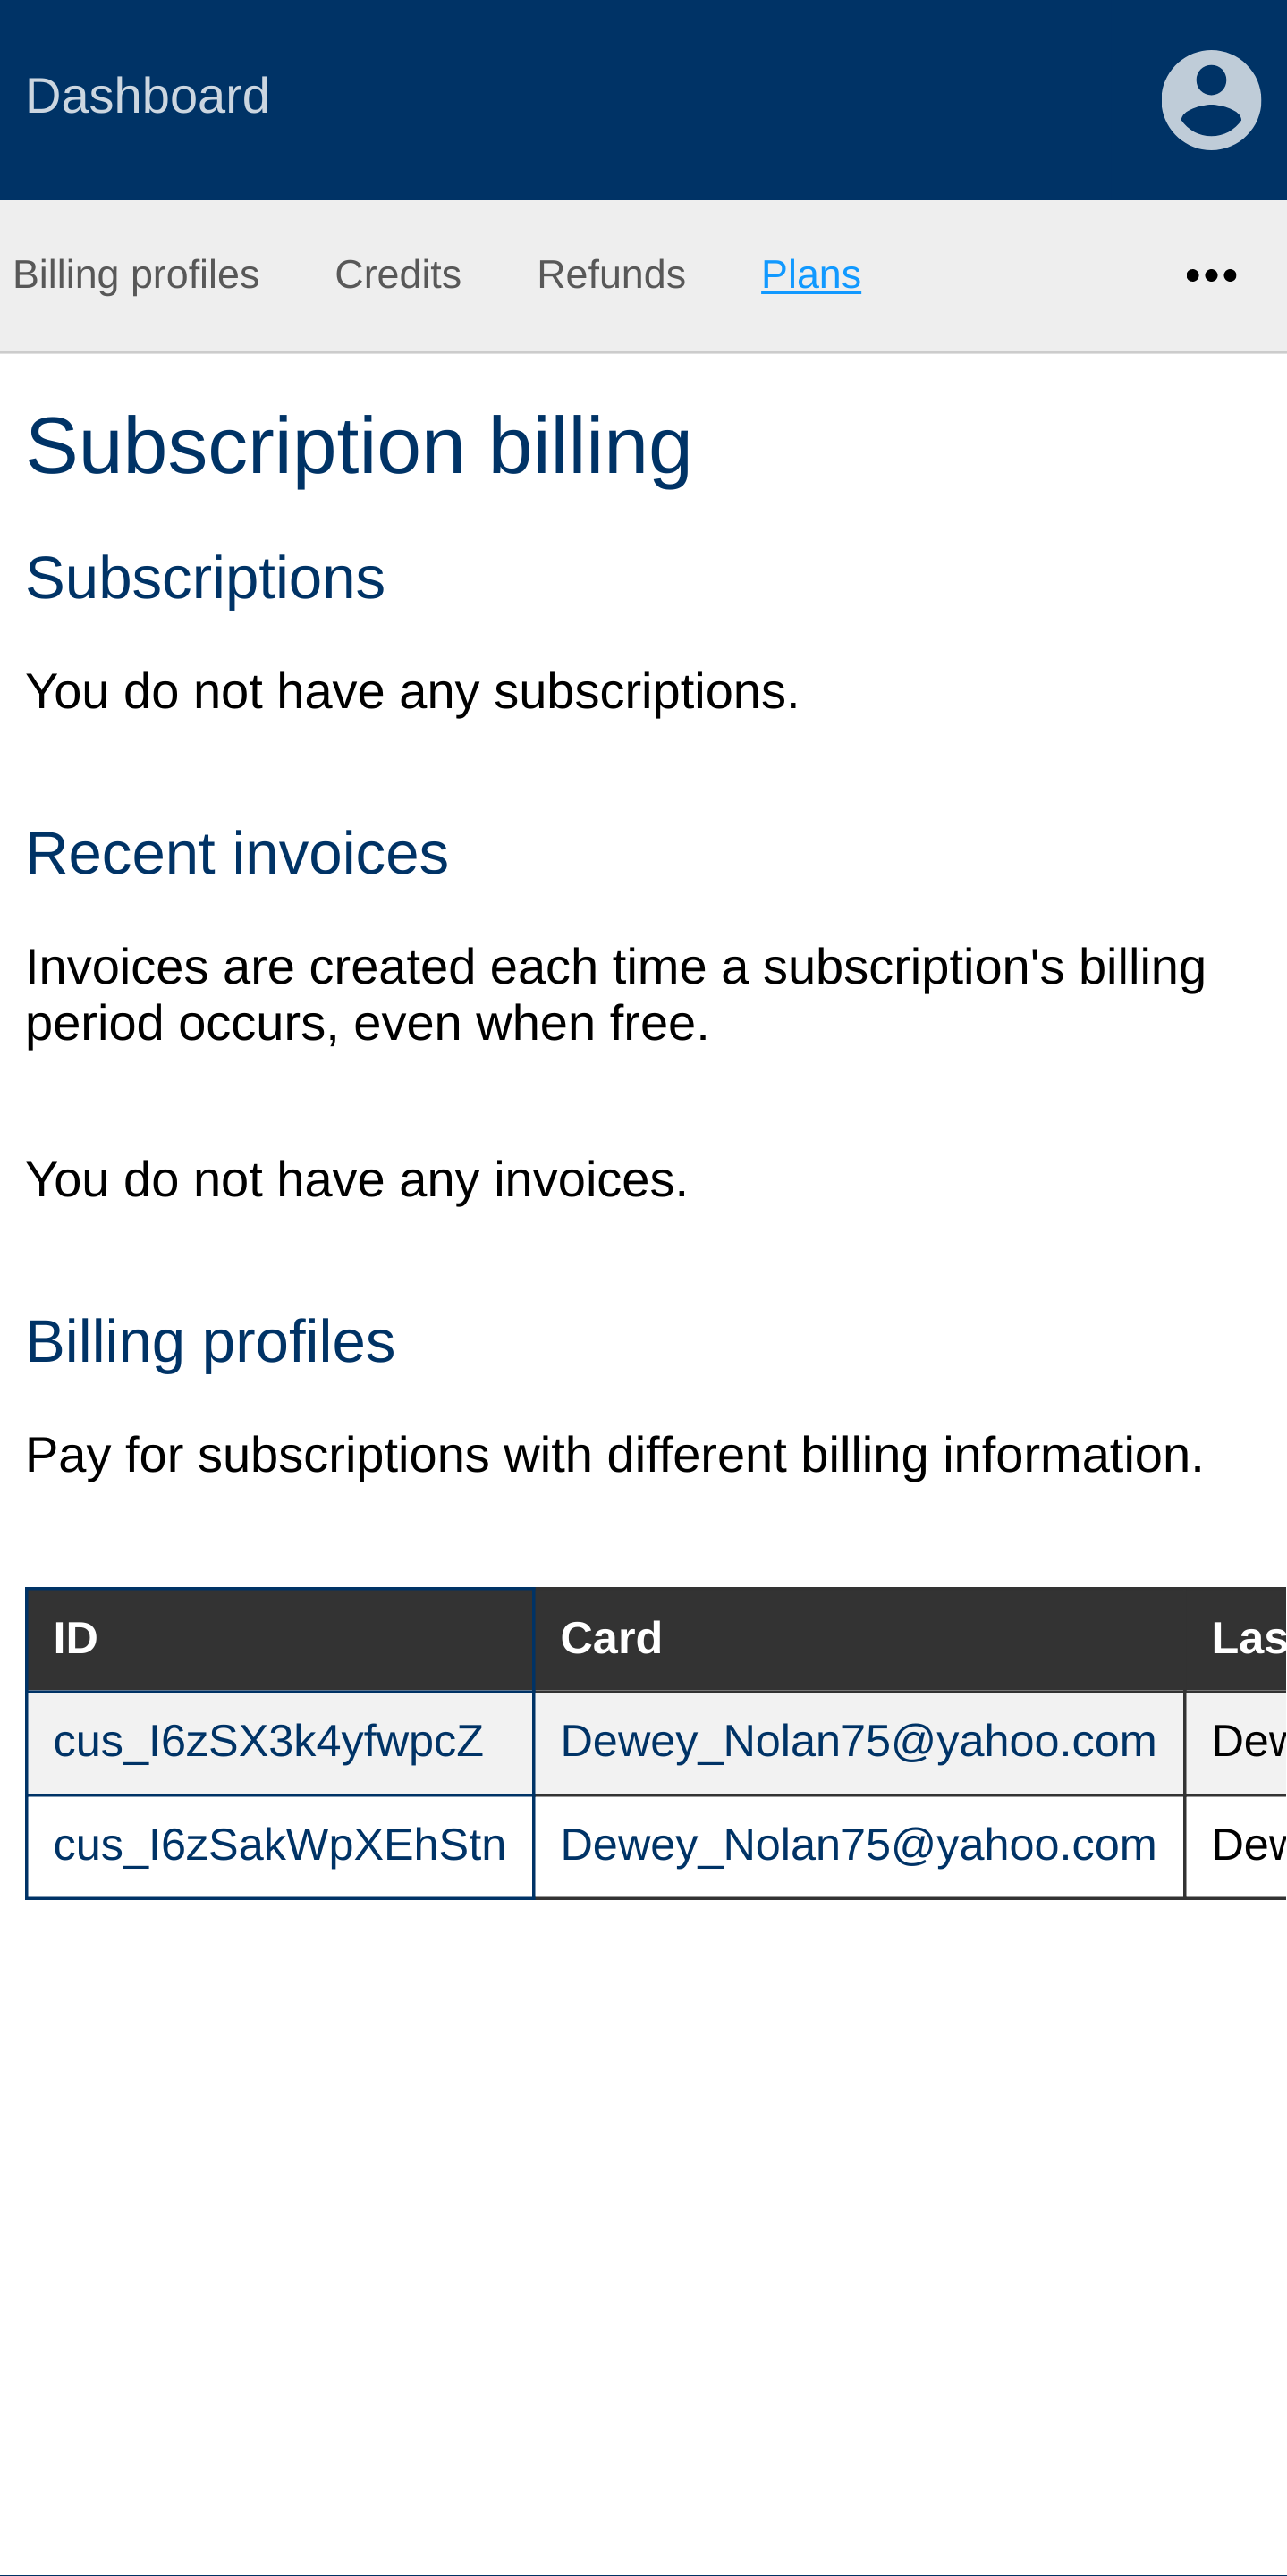 Dashboard
Billing profiles Credits Refunds Plans
Subscription billing
Subscriptions
You do not have any subscriptions.
Recent invoices
Invoices are created each time a subscription's billing
period occurs, even when free.
You do not have any invoices.
Billing profiles
Pay for subscriptions with different billing information.
ID Card Las
cus_I6zSX3k4yfwpcZ Dewey_Nolan75@yahoo.com Dew
cus_I6zSakWpXEhStn Dewey_Nolan75@yahoo.com Dew